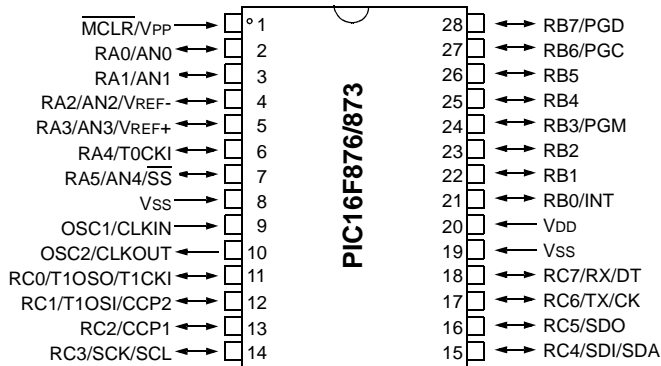 MCLR/VPP 1 28 RB7/PGD
RA0/AN0 2 27 RB6/PGC
RA1/AN1 3 26 RB5
RA2/AN2/VREF- 4 25 RB4
RA3/AN3/VREF+ 5 24 RB3/PGM
RA4/T0CKI 6 23 RB2
RA5/AN4/SS 7 22 RB1
VSS 8 21 RB0/INT
OSC1/CLKIN 9 20 VDD
OSC2/CLKOUT 10 19 VSS
RC0/T1OSO/T1CKI 11 18 RC7/RX/DT
RC1/T1OSI/CCP2 12 17 RC6/TX/CK
RC2/CCP1 13 16 RC5/SDO
RC3/SCK/SCL 14 15 RC4/SDI/SDA
PIC16F876/873